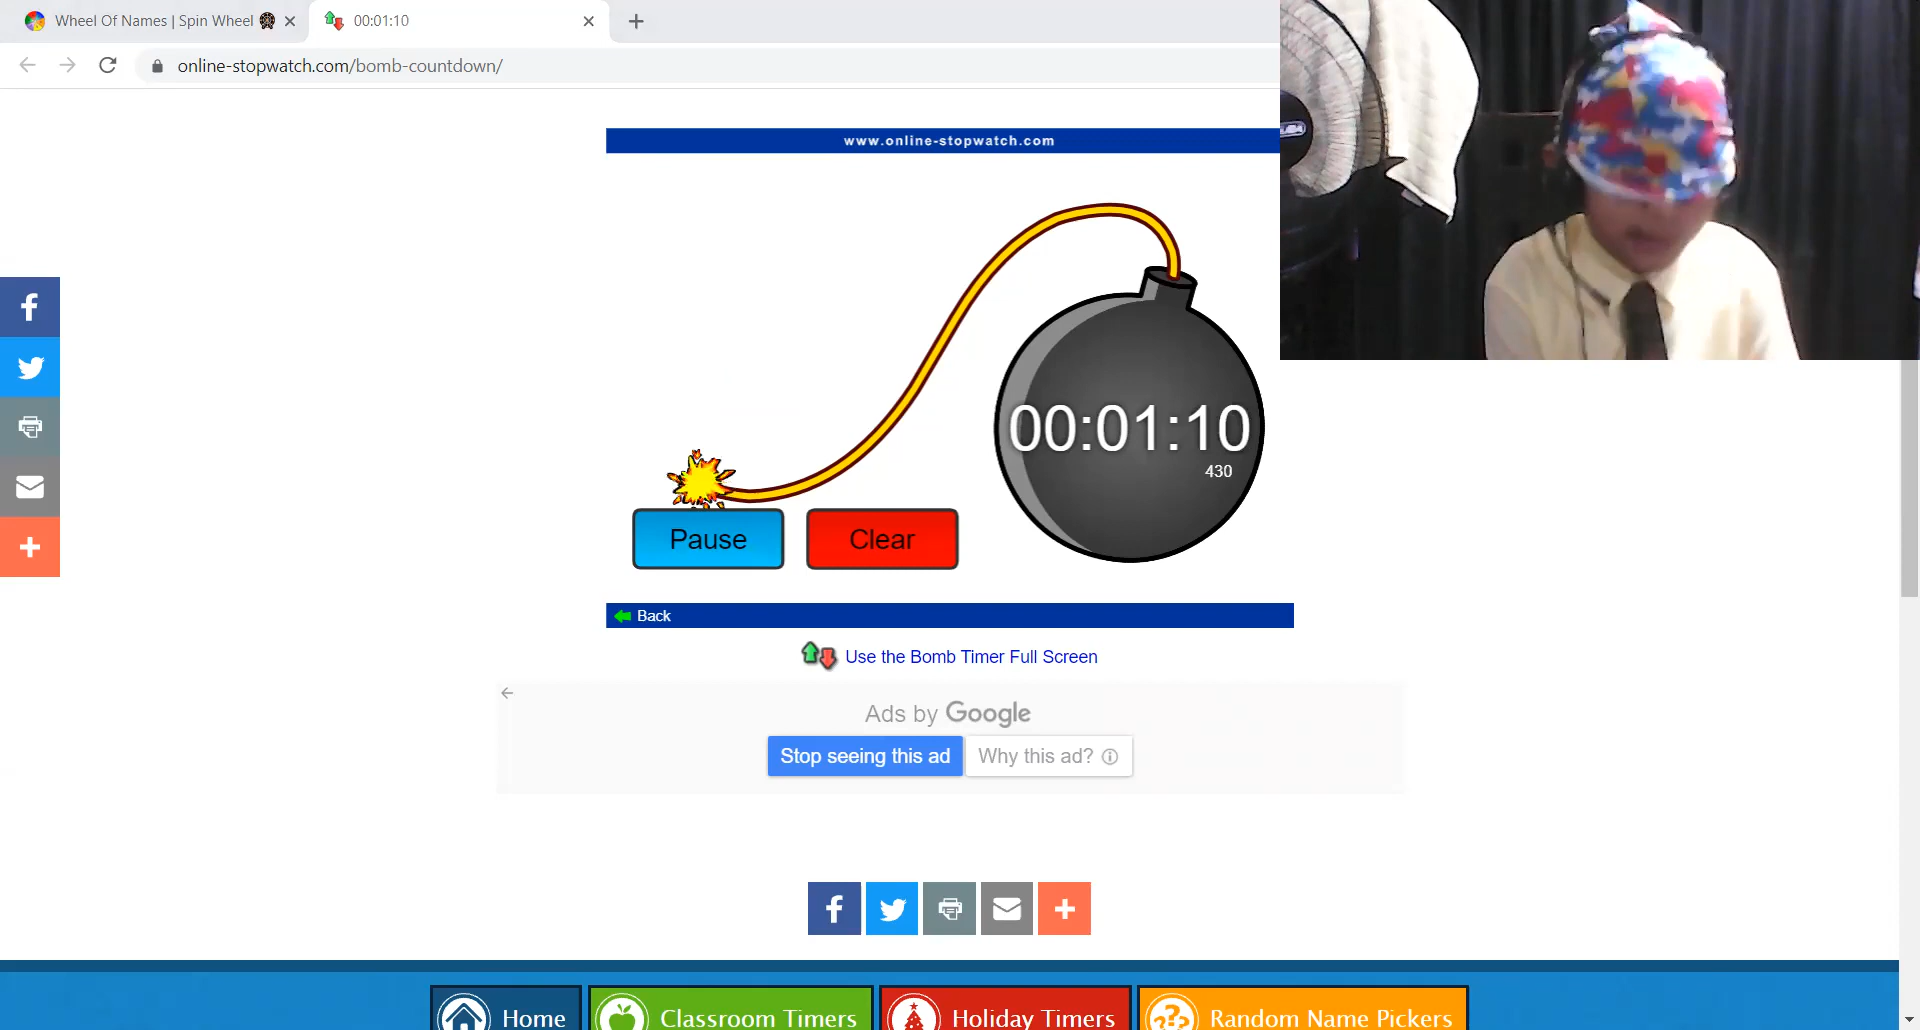 Wheel Of Names | Spin Wheel
00:01:10
online-stopwatch.com/bomb-countdown/
www.online-stopwatch.com
00:01:10
430
Pause
Clear
Back
Use the Bomb Timer Full Screen
Ads by Google
Stop seeing this ad
Why this ad?
Home
Classroom Timers
Holiday Timers
Random Name Pickers